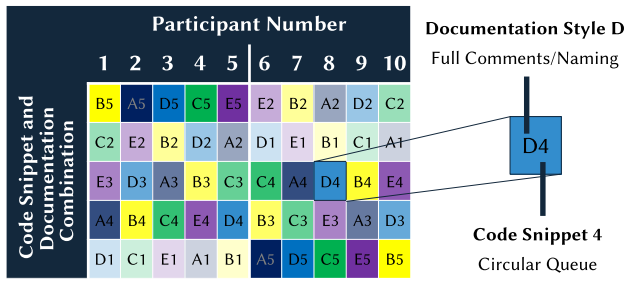 Participant Number
1 2 3 4 5 6 7 8 9 10
Code Snippet and
Documentation
Combination
B5 A5 D5 C5 E5 E2 B2 A2 D2 C2
C2 E2 B2 D2 A2 D1 E1 B1 C1 A1
E3 D3 A3 B3 C3 C4 A4 D4 B4 E4
A4 B4 C4 E4 D4 B3 C3 E3 A3 D3
D1 C1 E1 A1 B1 A5 D5 C5 E5 B5
Documentation Style D
Full Comments/Naming
D4
Code Snippet 4
Circular Queue